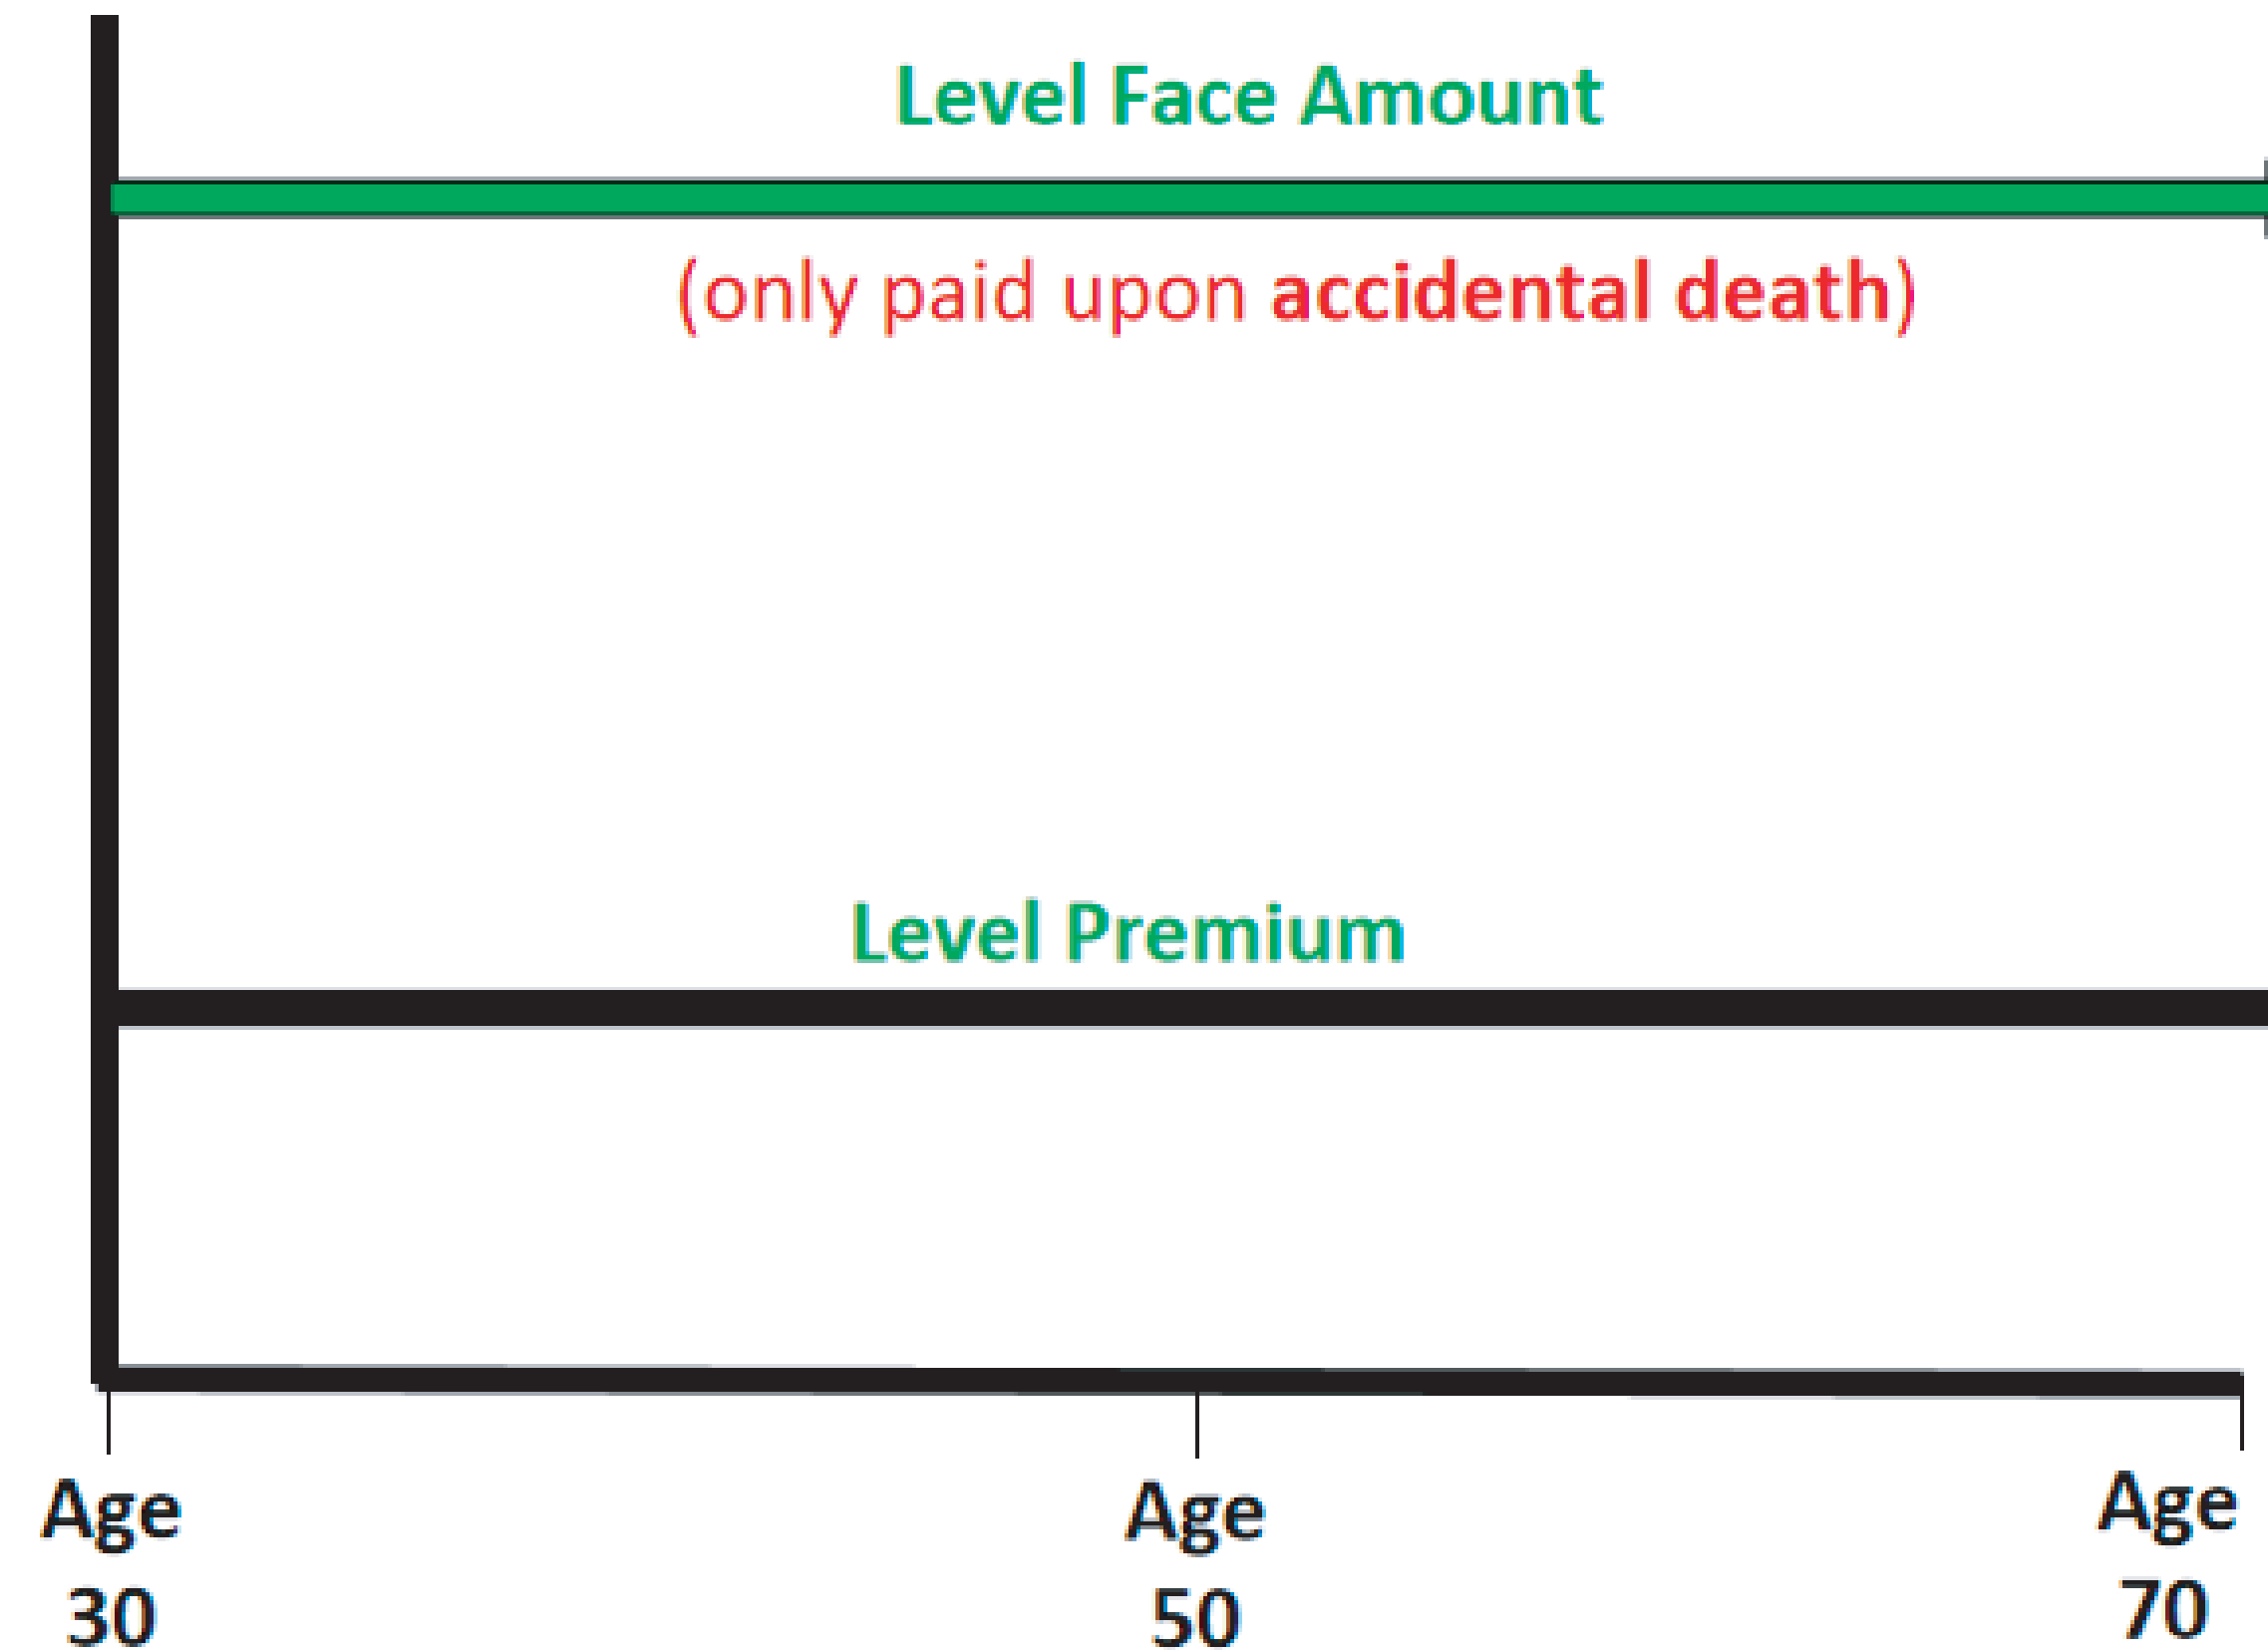 Level Face Amount
(only paid upon accidental death)
Level Premium
Age
30
Age
50
Age
70